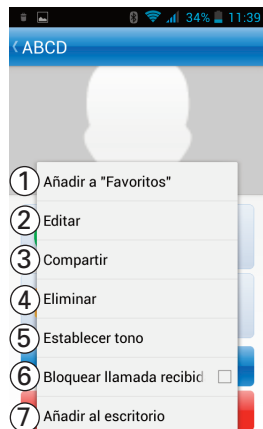 34% 11:39
ABCD
1 Añadir a "Favoritos"
2 Editar
3 Compartir
4 Eliminar
5 Establecer tono
6 Bloquear llamada recibid
7 Añadir al escritorio